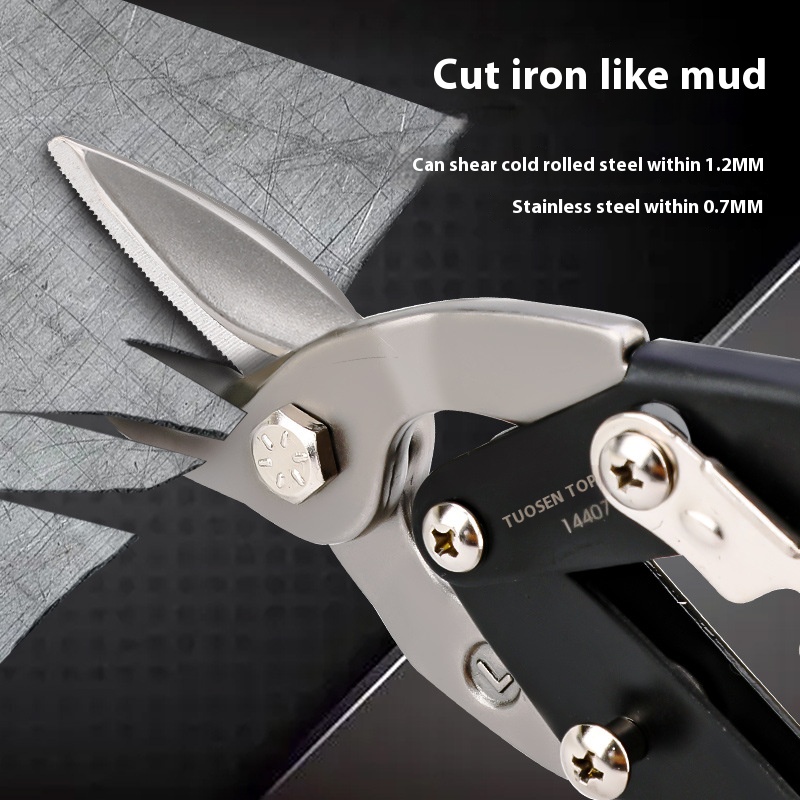 Cut iron like mud
Can shear cold rolled steel within 1.2MM
Stainless steel within 0.7MM
TUOSEN TOP
14407
L